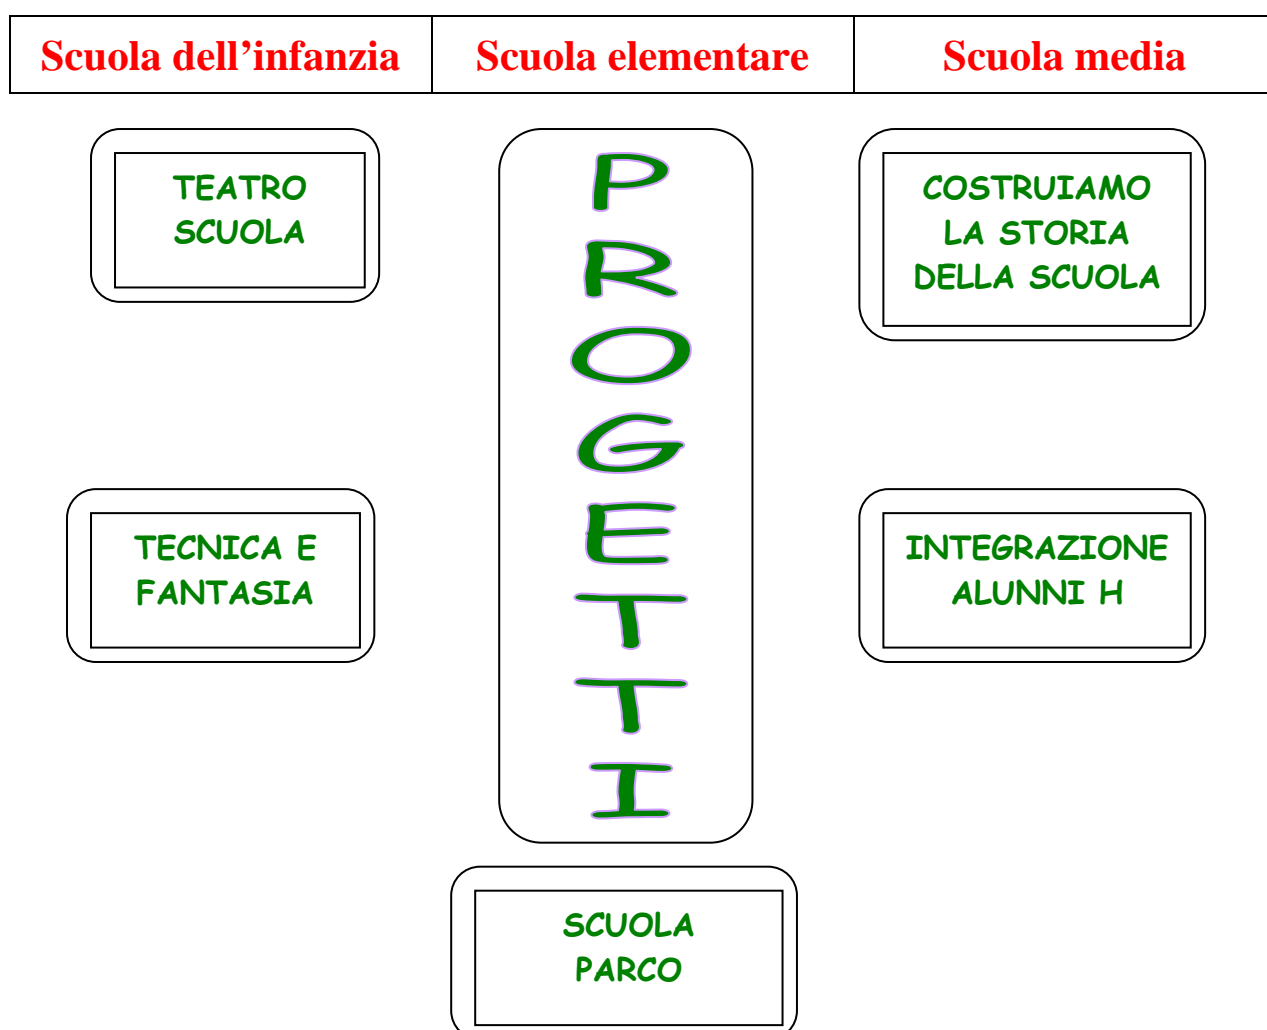 Scuola dell’infanzia
Scuola elementare
Scuola media
TEATRO
SCUOLA
PROGETTI
COSTRUIAMO
LA STORIA
DELLA SCUOLA
TECNICA E
FANTASIA
INTEGRAZIONE
ALUNNI H
SCUOLA
PARCO